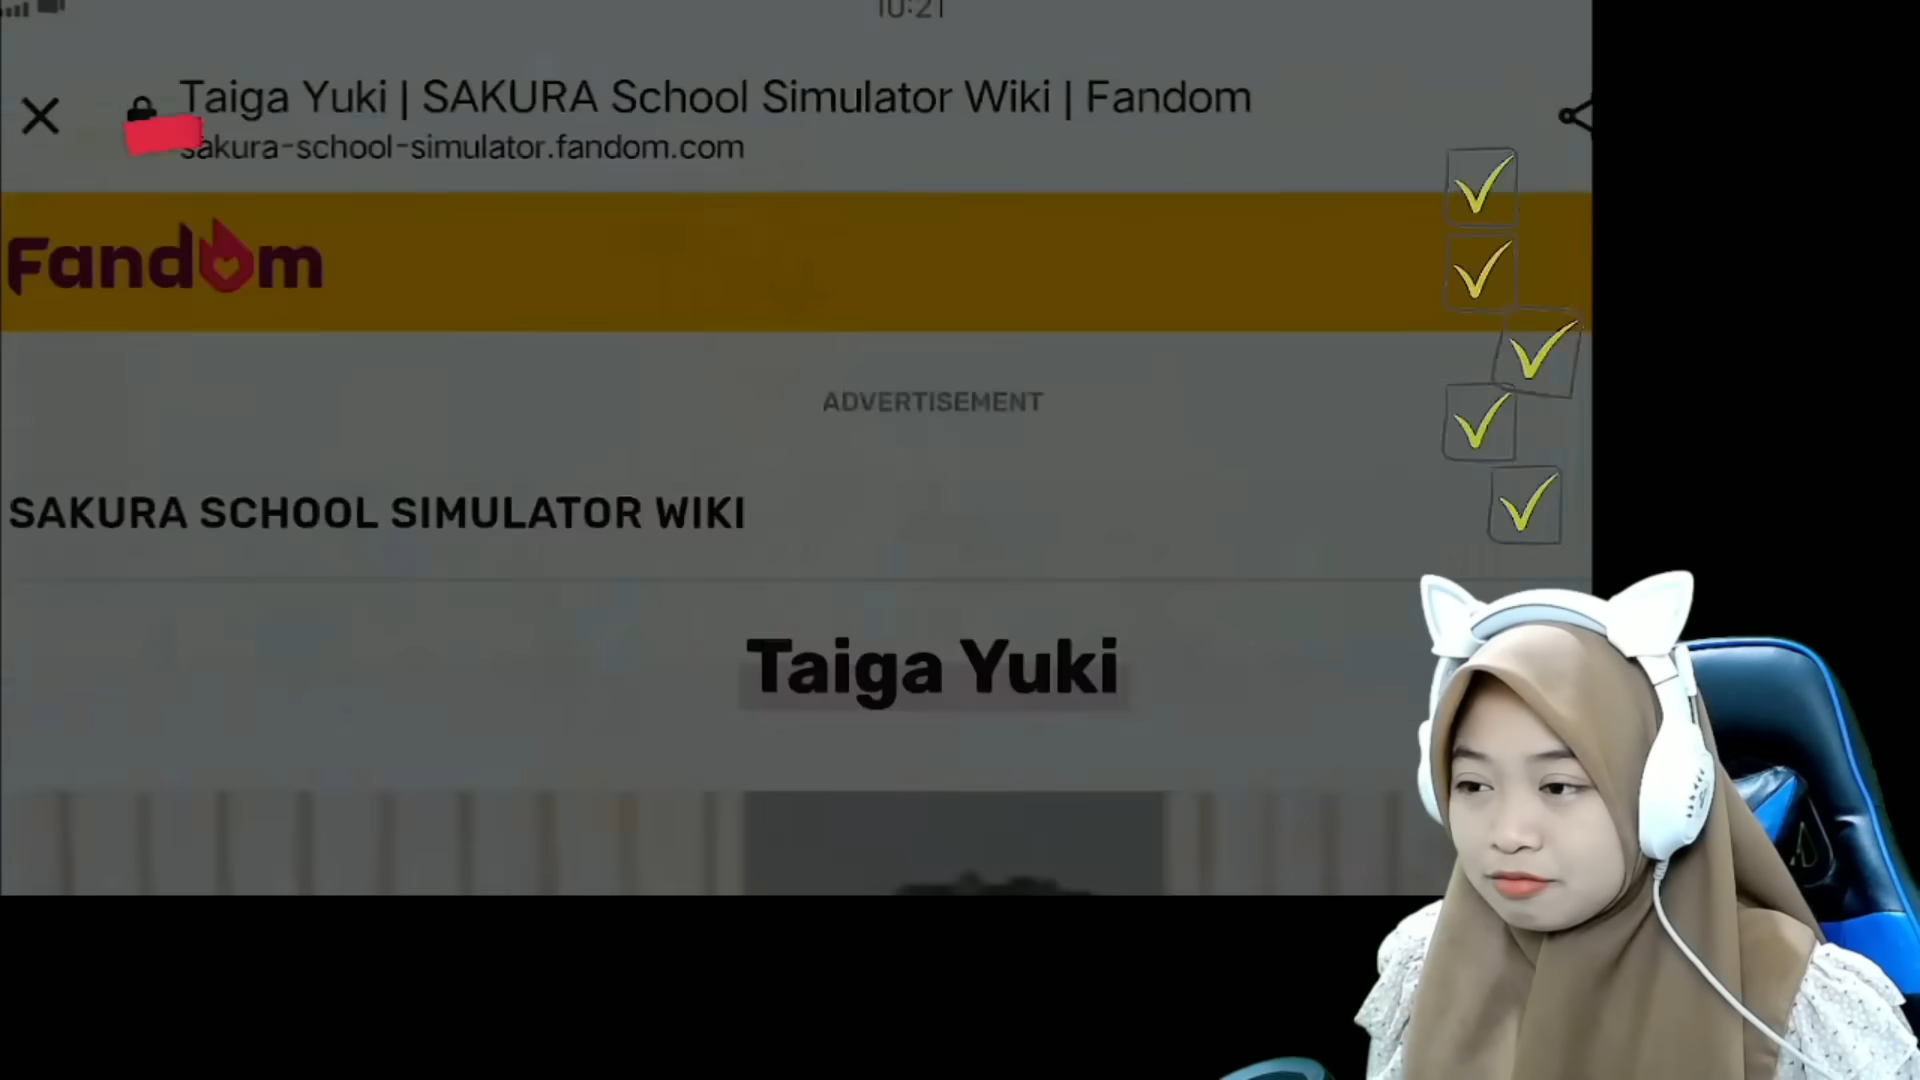 10:21
Taiga Yuki | SAKURA School Simulator Wiki | Fandom
sakura-school-simulator.fandom.com
Fandom
ADVERTISEMENT
SAKURA SCHOOL SIMULATOR WIKI
Taiga Yuki